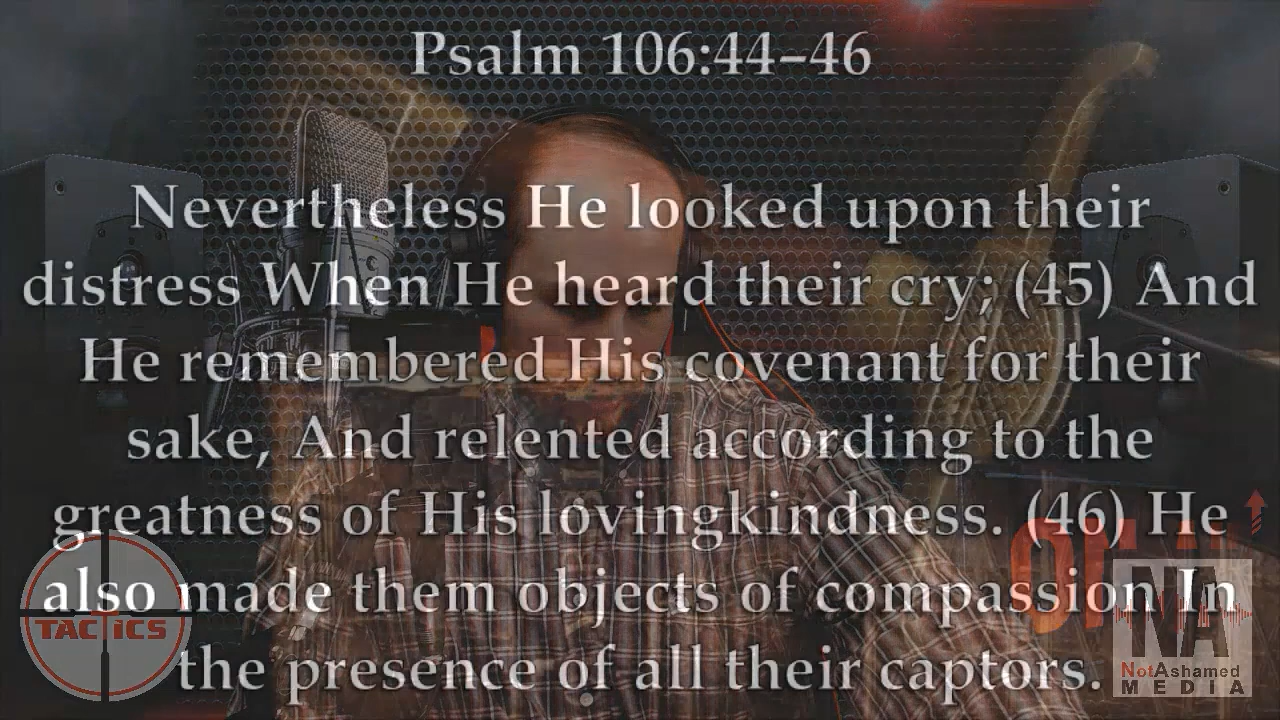 Psalm 106:44–46
Nevertheless He looked upon their
distress When He heard their cry; (45) And
He remembered His covenant for their
sake, And relented according to the
greatness of His lovingkindness. (46) He
also made them objects of compassion In
the presence of all their captors.
TACTICS
NA
NotAshamed
MEDIA